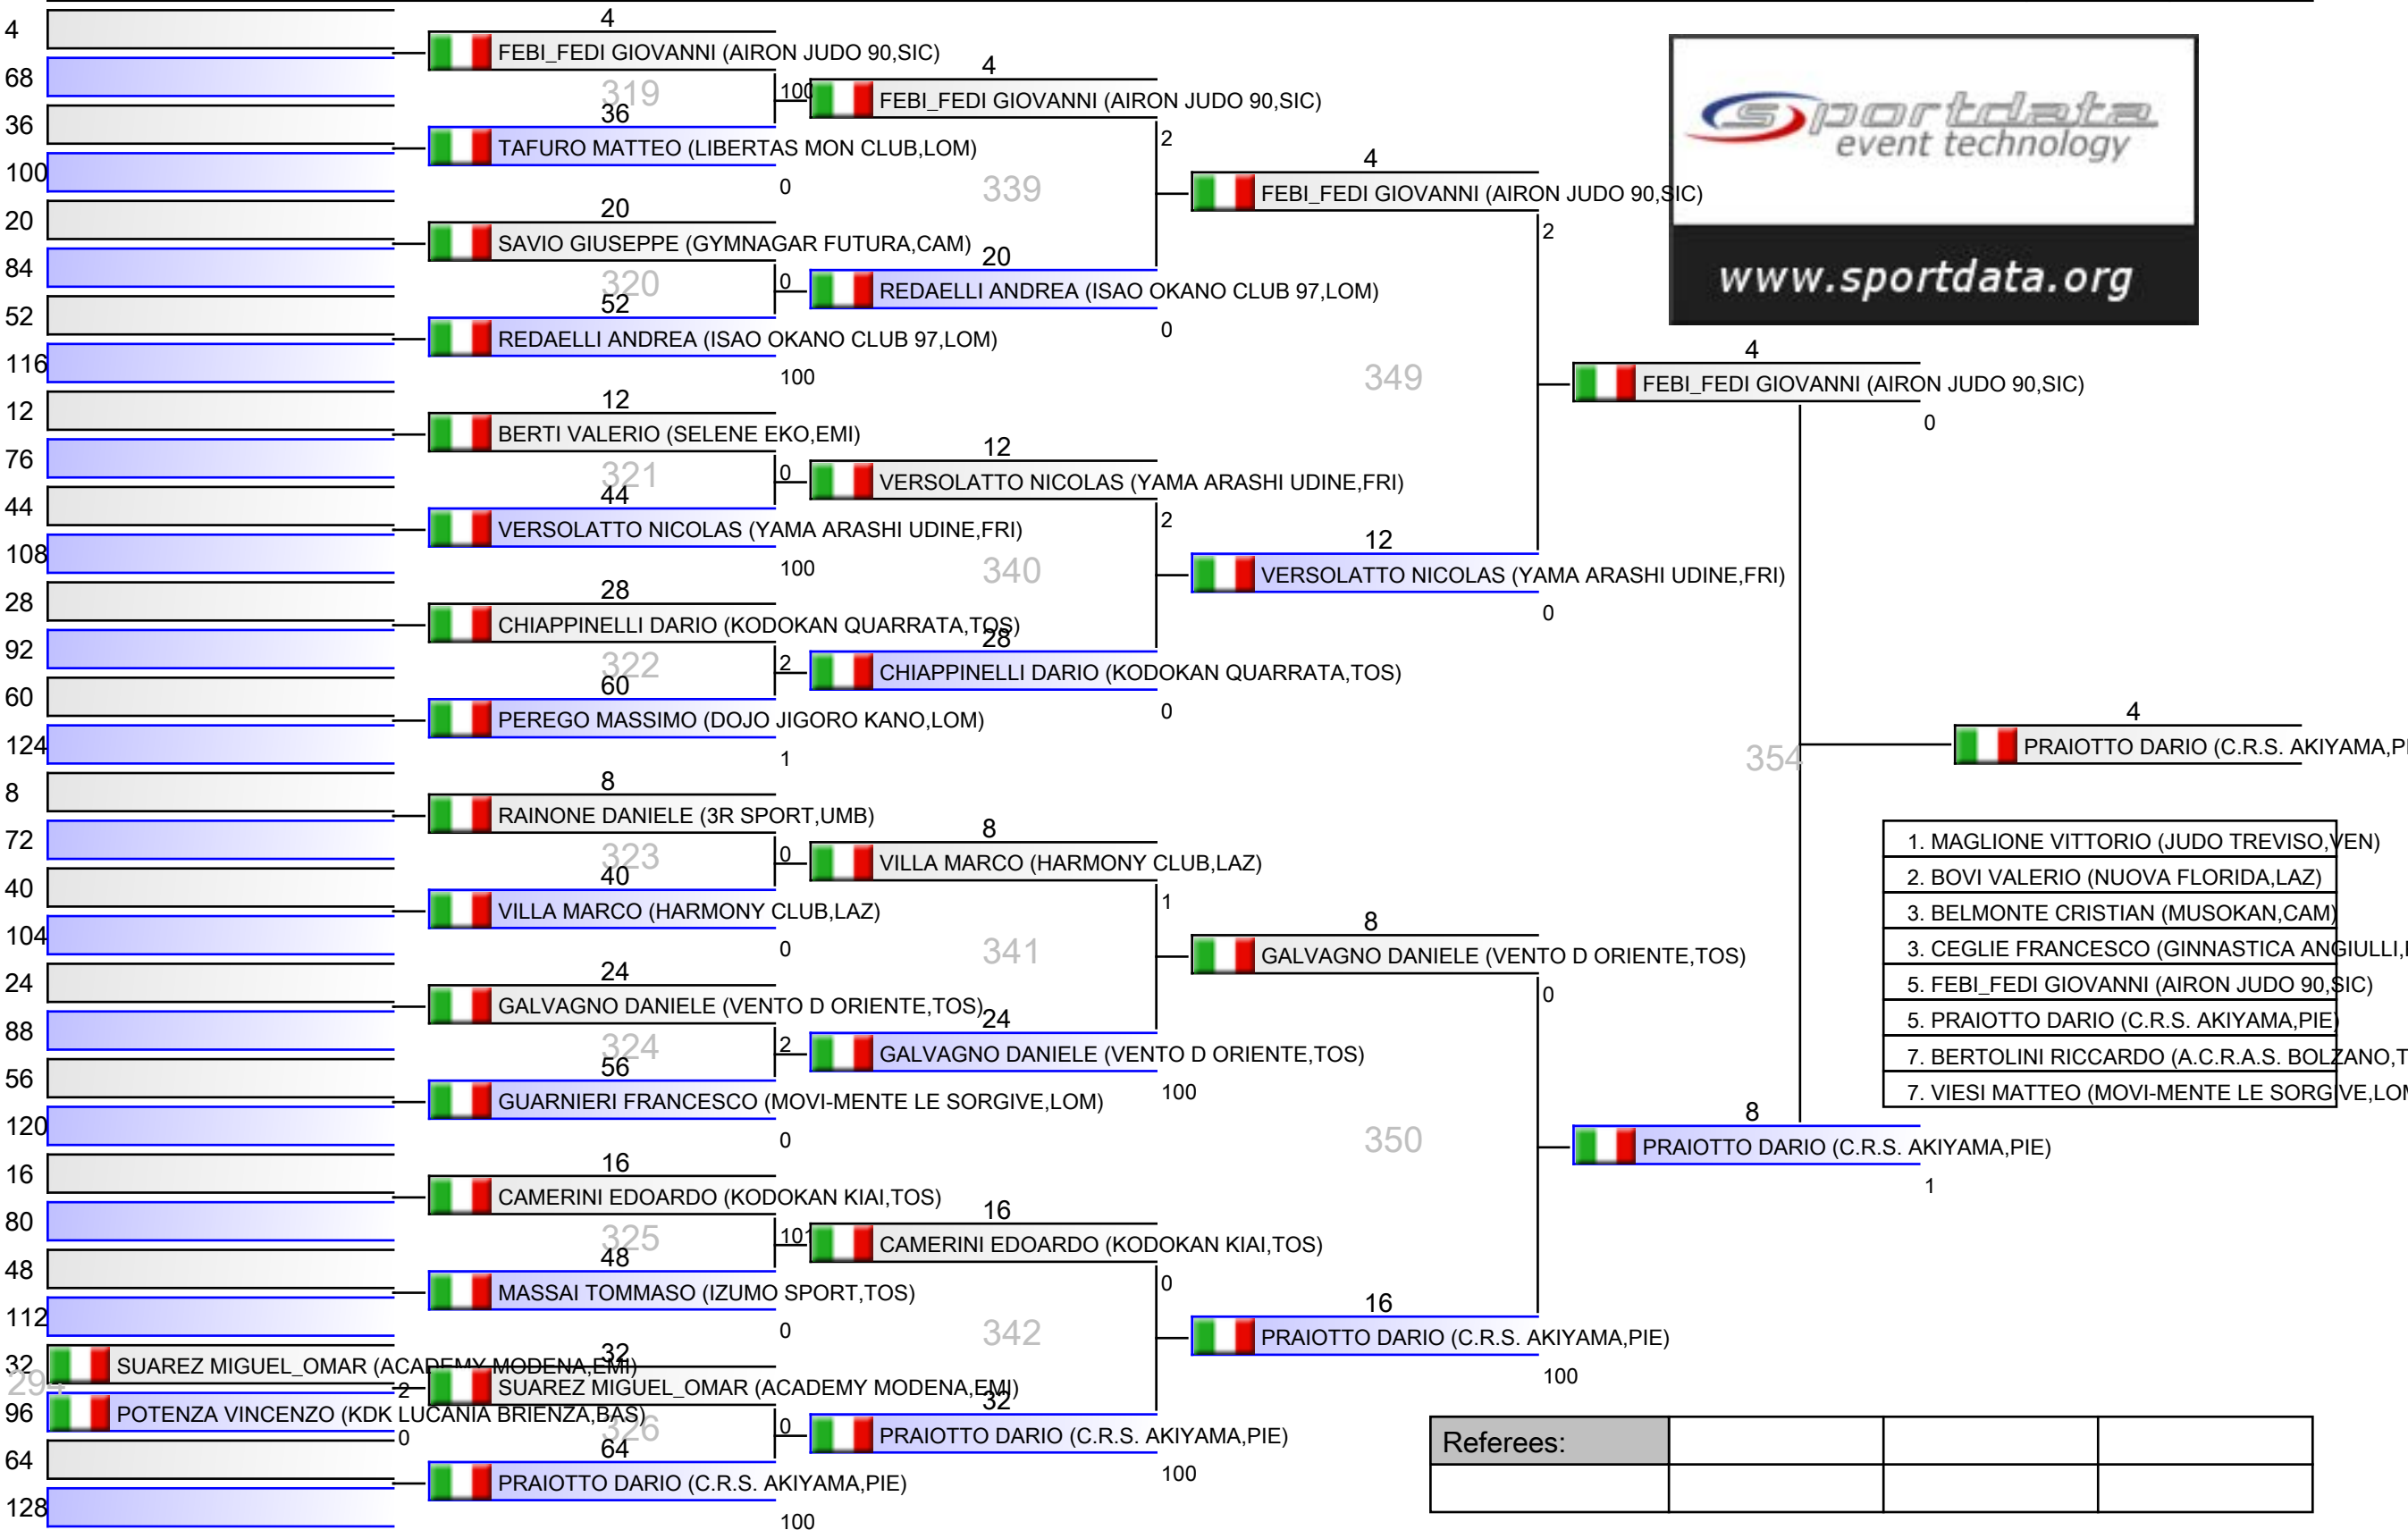 4
4
FEBI_FEDI GIOVANNI (AIRON JUDO 90,SIC)
68
319
100
4
FEBI_FEDI GIOVANNI (AIRON JUDO 90,SIC)
36
36
TAFURO MATTEO (LIBERTAS MON CLUB,LOM)
2
100
0
339
4
FEBI_FEDI GIOVANNI (AIRON JUDO 90,SIC)
20
20
SAVIO GIUSEPPE (GYMNAGAR FUTURA,CAM)
2
84
320
0
20
REDAELLI ANDREA (ISAO OKANO CLUB 97,LOM)
52
52
REDAELLI ANDREA (ISAO OKANO CLUB 97,LOM)
0
116
100
349
4
FEBI_FEDI GIOVANNI (AIRON JUDO 90,SIC)
0
12
12
BERTI VALERIO (SELENE EKO,EMI)
76
321
0
12
VERSOLATTO NICOLAS (YAMA ARASHI UDINE,FRI)
44
44
VERSOLATTO NICOLAS (YAMA ARASHI UDINE,FRI)
2
108
100
340
12
VERSOLATTO NICOLAS (YAMA ARASHI UDINE,FRI)
28
28
CHIAPPINELLI DARIO (KODOKAN QUARRATA,TOS)
0
92
322
2
28
CHIAPPINELLI DARIO (KODOKAN QUARRATA,TOS)
60
60
PEREGO MASSIMO (DOJO JIGORO KANO,LOM)
0
124
1
354
4
PRAIOTTO DARIO (C.R.S. AKIYAMA,PI
8
8
RAINONE DANIELE (3R SPORT,UMB)
72
323
0
8
VILLA MARCO (HARMONY CLUB,LAZ)
40
40
VILLA MARCO (HARMONY CLUB,LAZ)
1
104
0
341
8
GALVAGNO DANIELE (VENTO D ORIENTE,TOS)
24
24
GALVAGNO DANIELE (VENTO D ORIENTE,TOS)
0
88
324
2
24
GALVAGNO DANIELE (VENTO D ORIENTE,TOS)
56
56
GUARNIERI FRANCESCO (MOVI-MENTE LE SORGIVE,LOM)
100
120
0
350
8
PRAIOTTO DARIO (C.R.S. AKIYAMA,PIE)
1
16
16
CAMERINI EDOARDO (KODOKAN KIAI,TOS)
80
325
101
16
CAMERINI EDOARDO (KODOKAN KIAI,TOS)
48
48
MASSAI TOMMASO (IZUMO SPORT,TOS)
0
112
0
342
16
PRAIOTTO DARIO (C.R.S. AKIYAMA,PIE)
100
32
SUAREZ MIGUEL_OMAR (ACADEMY MODENA,EMI)
294
2
32
SUAREZ MIGUEL_OMAR (ACADEMY MODENA,EMI)
96
POTENZA VINCENZO (KDK LUCANIA BRIENZA,BAS)
0
326
0
32
PRAIOTTO DARIO (C.R.S. AKIYAMA,PIE)
64
64
PRAIOTTO DARIO (C.R.S. AKIYAMA,PIE)
100
128
100
sportdata
event technology
www.sportdata.org
1. MAGLIONE VITTORIO (JUDO TREVISO,VEN)
2. BOVI VALERIO (NUOVA FLORIDA,LAZ)
3. BELMONTE CRISTIAN (MUSOKAN,CAM)
3. CEGLIE FRANCESCO (GINNASTICA ANGIULLI,
5. FEBI_FEDI GIOVANNI (AIRON JUDO 90,SIC)
5. PRAIOTTO DARIO (C.R.S. AKIYAMA,PIE)
7. BERTOLINI RICCARDO (A.C.R.A.S. BOLZANO,T
7. VIESI MATTEO (MOVI-MENTE LE SORGIVE,LOM
Referees: